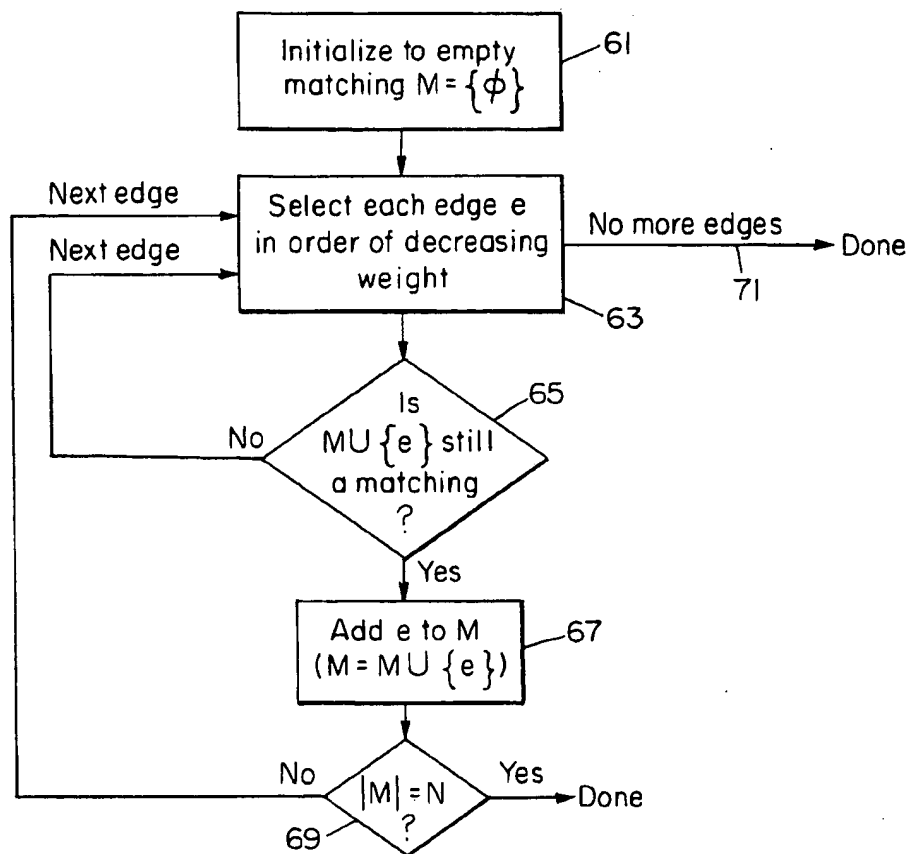 Initialize to empty
matching M = {ϕ}
61
Next edge
Select each edge e
in order of decreasing
weight
No more edges
Done
71
Next edge
63
65
Is
M∪{e} still
a matching
?
No
Yes
Add e to M
(M = M∪{e})
67
No
|M| = N
?
Yes
Done
69